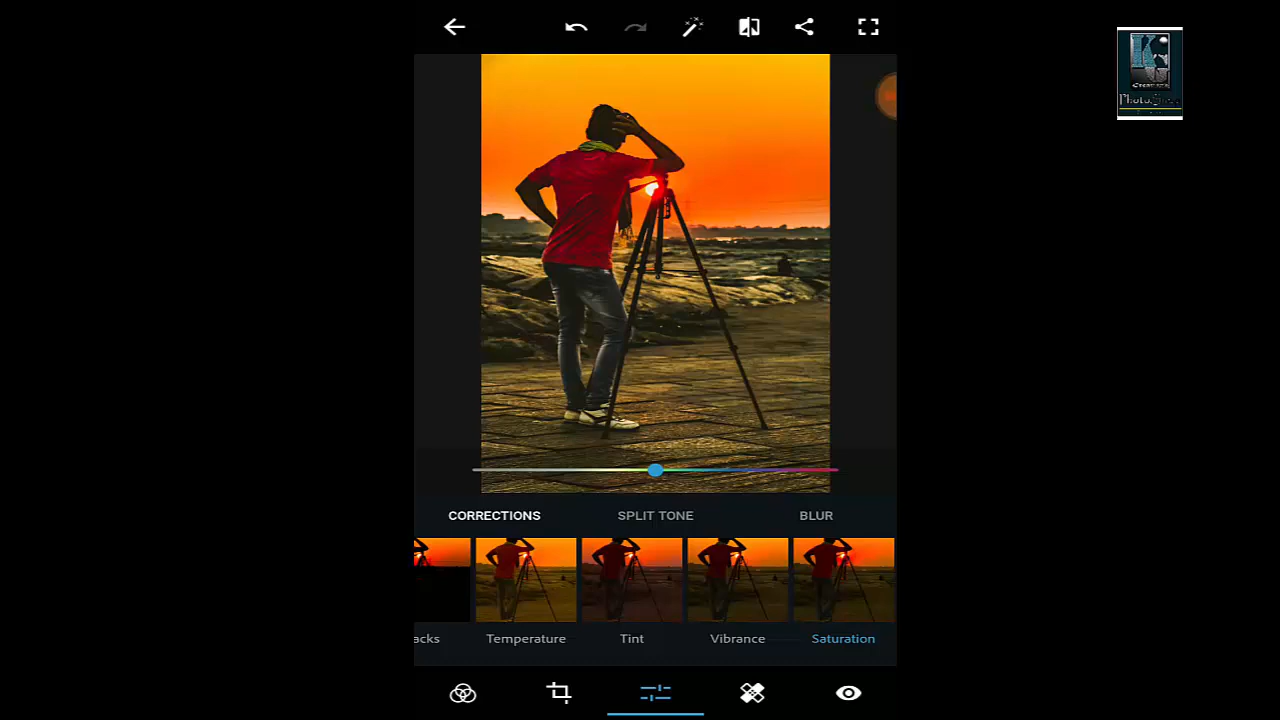 CORRECTIONS SPLIT TONE BLUR
acks Temperature Tint Vibrance Saturation